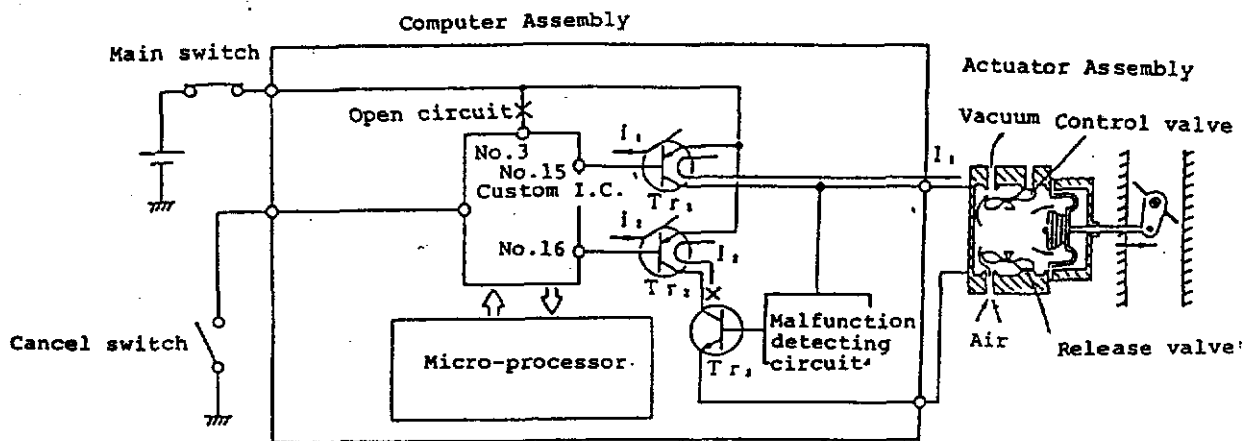 Computer Assembly
Main switch
Actuator Assembly
Open circuit
Vacuum Control valve
I₁
I₁
No.3
No.15
Custom I.C.
Tr₁
I₂
I₂
No.16
Tr₂
Malfunction
detecting
circuit
Air
Release valve
Cancel switch
Micro-processor